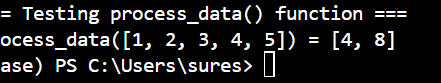 = Testing process_data() function ===
ocess_data([1, 2, 3, 4, 5]) = [4, 8]
ase) PS C:\Users\sures>